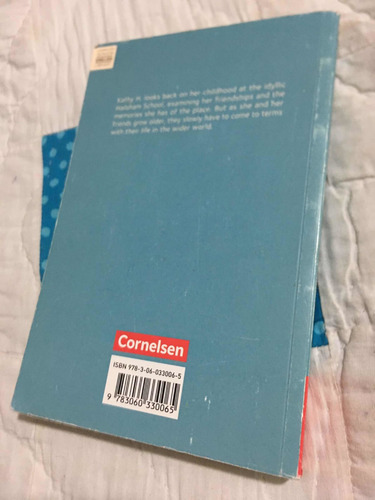 Kathy H. looks back on her childhood at the idyllic
Hailsham School, examining her friendships and the
memories she has of the place. But as she and her
friends grow older, they slowly have to come to terms
with their life in the wider world.
Cornelsen
ISBN 978-3-06-033006-5
9 783060 330065